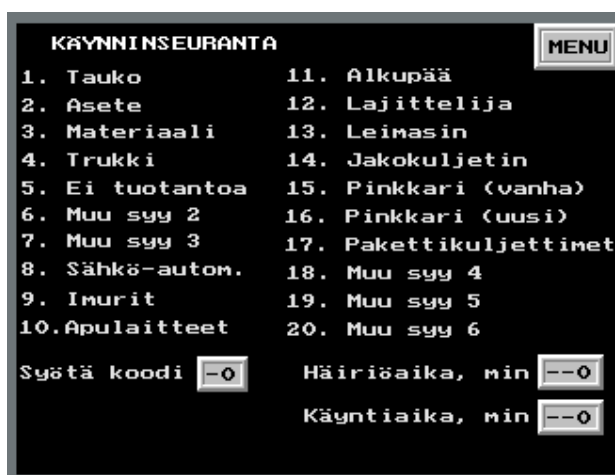 KÄYNNINSEURANTA
MENU
1. Tauko
2. Asete
3. Materiaali
4. Trukki
5. Ei tuotantoa
6. Muu syy 2
7. Muu syy 3
8. Sähkö-autom.
9. Imurit
10.Apulaitteet
11. Alkupää
12. Lajittelija
13. Leimasin
14. Jakokuljetin
15. Pinkkari (vanha)
16. Pinkkari (uusi)
17. Pakettikuljettimet
18. Muu syy 4
19. Muu syy 5
20. Muu syy 6
Syötä koodi -0
Häiriöaika, min --0
Käyntiaika, min --0